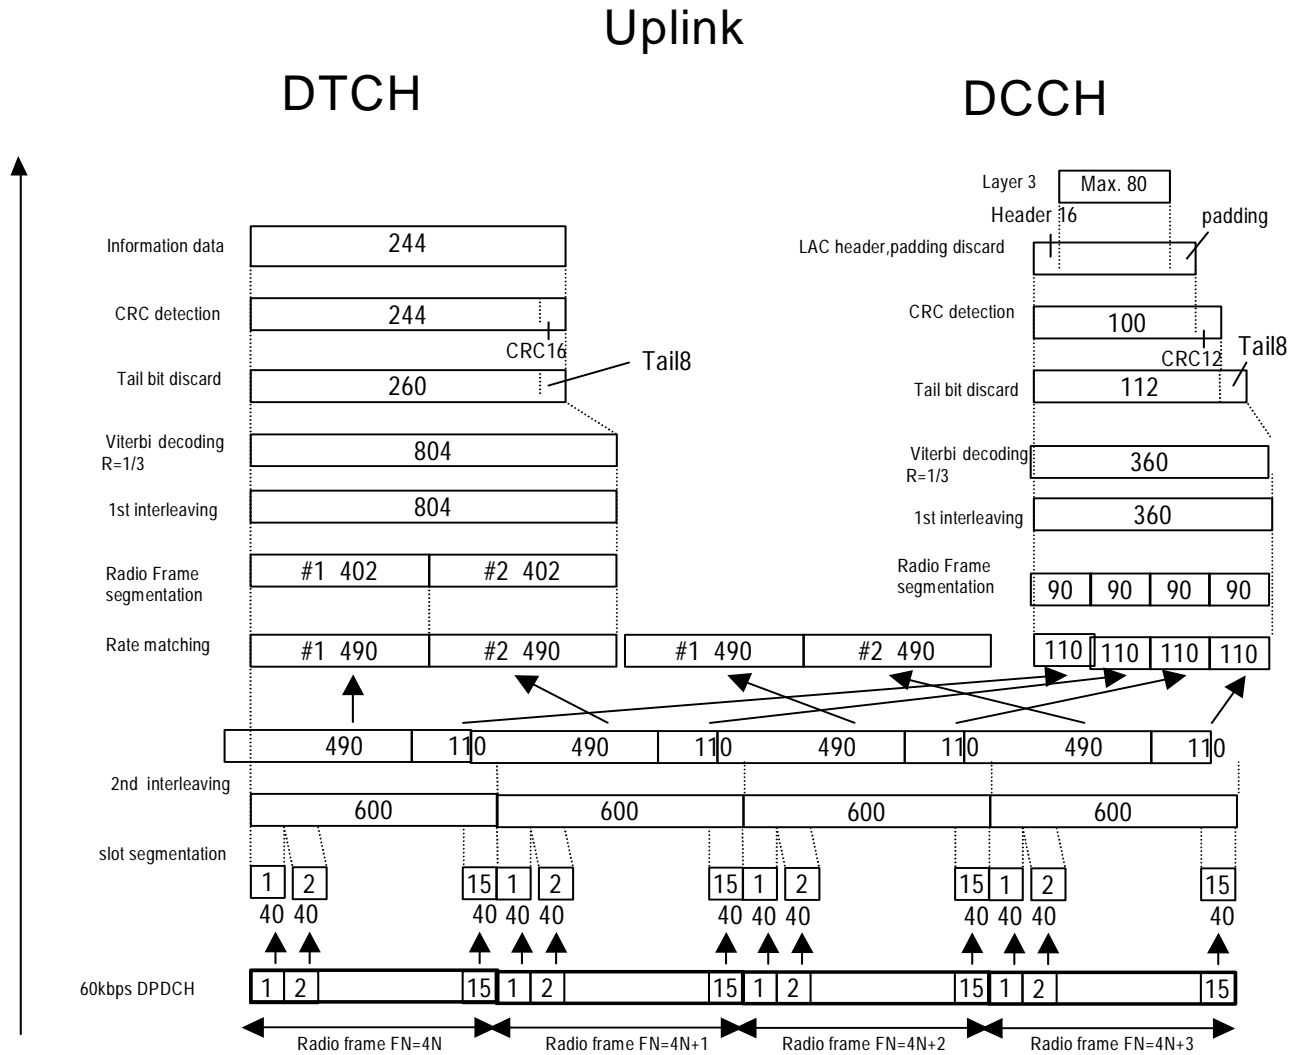 Uplink
DTCH
DCCH
Layer 3
Max. 80
Header 16
padding
Information data
244
LAC header,padding discard
CRC detection
244
CRC16
CRC detection
100
CRC12
Tail8
Tail8
Tail bit discard
260
Tail bit discard
112
Viterbi decoding
R=1/3
804
Viterbi decoding
R=1/3
360
1st interleaving
804
1st interleaving
360
Radio Frame
segmentation
#1 402
#2 402
Radio Frame
segmentation
90 90 90 90
Rate matching
#1 490
#2 490
#1 490
#2 490
110 110 110 110
490 110 490 110 490 110 490 110
2nd interleaving
600 600 600 600
slot segmentation
1 2 15 1 2 15 1 2 15 1 2 15
40 40 40 40 40 40 40 40 40 40 40 40
60kbps DPDCH
1 2 15 1 2 15 1 2 15 1 2 15
Radio frame FN=4N
Radio frame FN=4N+1
Radio frame FN=4N+2
Radio frame FN=4N+3